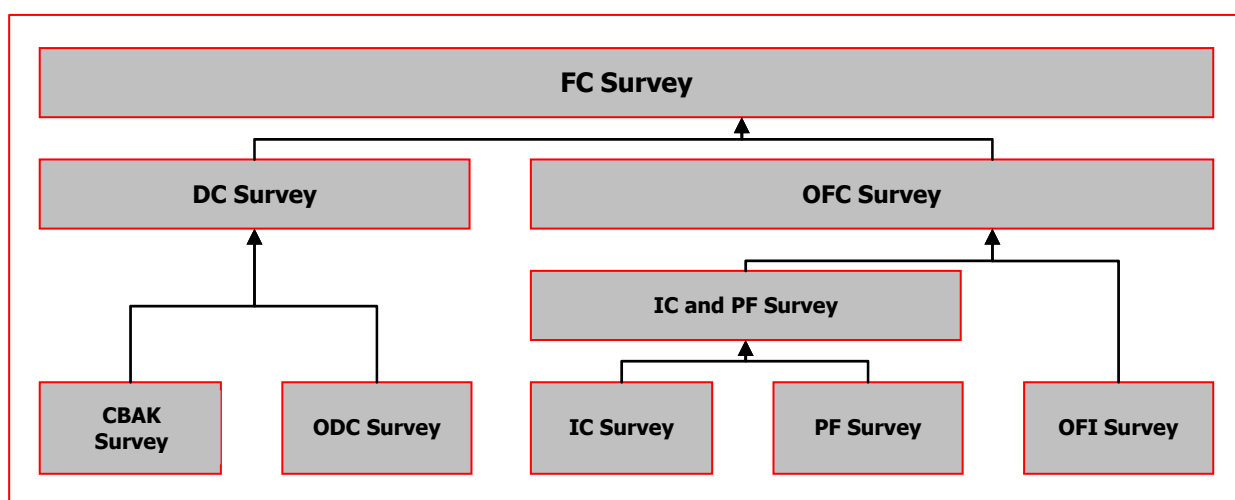 FC Survey
DC Survey
OFC Survey
IC and PF Survey
CBAK
Survey
ODC Survey
IC Survey
PF Survey
OFI Survey